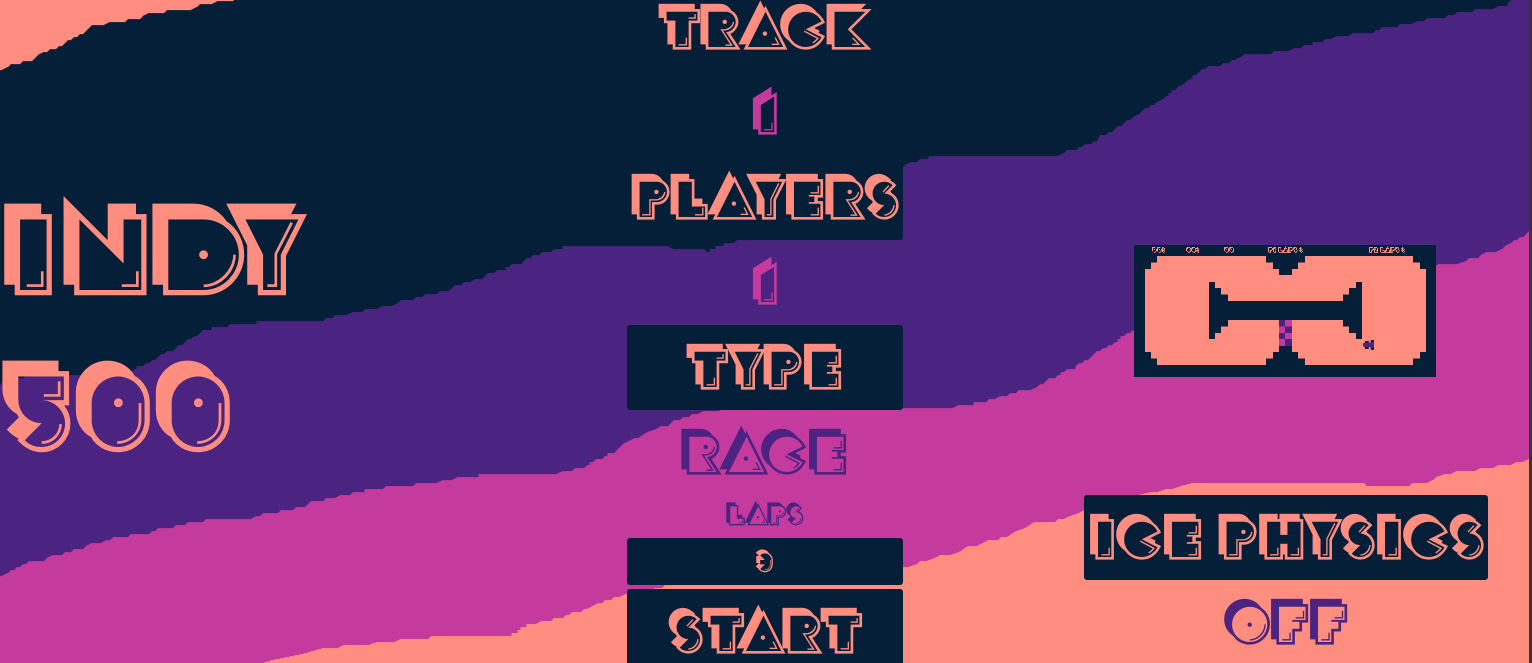 INDY
500
TRACK
1
PLAYERS
1
TYPE
RACE
LAPS
3
START
ICE PHYSICS
OFF